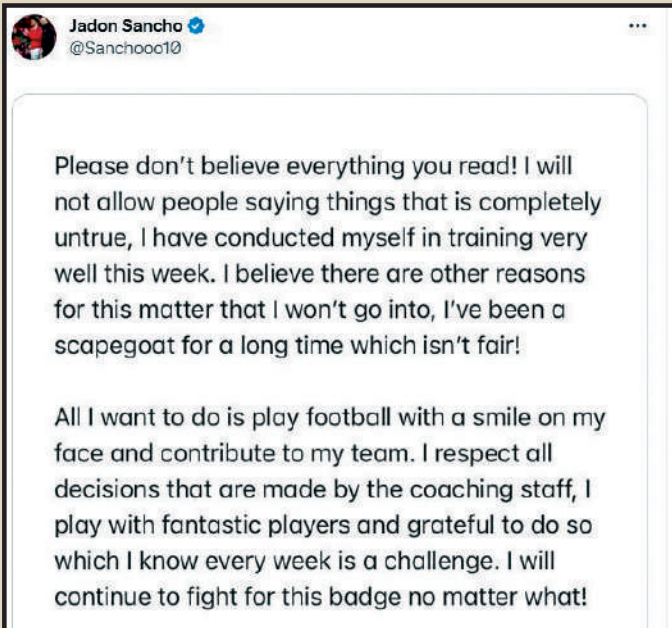 Jadon Sancho
@Sanchooo10
Please don't believe everything you read! I will
not allow people saying things that is completely
untrue, I have conducted myself in training very
well this week. I believe there are other reasons
for this matter that I won't go into, I've been a
scapegoat for a long time which isn't fair!
All I want to do is play football with a smile on my
face and contribute to my team. I respect all
decisions that are made by the coaching staff, I
play with fantastic players and grateful to do so
which I know every week is a challenge. I will
continue to fight for this badge no matter what!